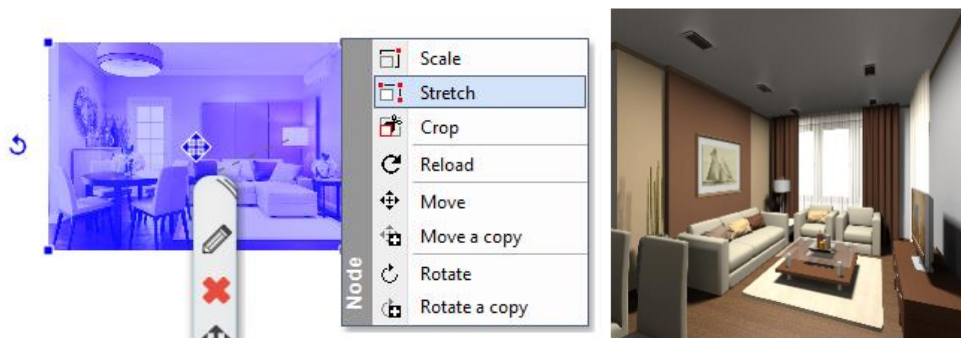 Scale
Stretch
Crop
Reload
Move
Move a copy
Rotate
Rotate a copy
Node